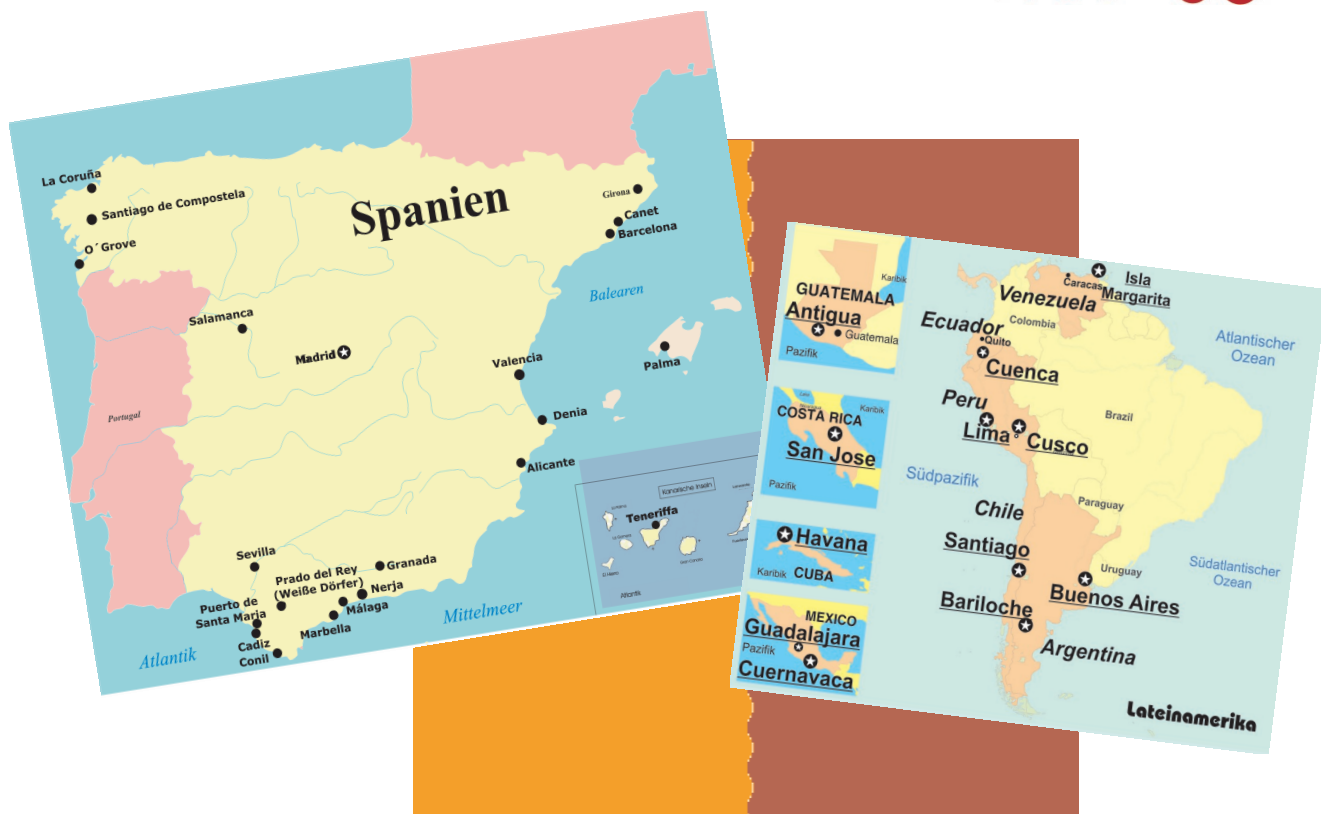 La Coruña
Santiago de Compostela
O´Grove
Spanien
Girona
Canet
Barcelona
Balearen
Salamanca
Madrid
Valencia
Palma
Portugal
Denia
Alicante
Kanarische Inseln
Teneriffa
Atlantik
Sevilla
Granada
Prado del Rey
(Weiße Dörfer)
Nerja
Puerto de
Santa Maria
Málaga
Marbella
Cadiz
Conil
Mittelmeer
Atlantik
Karibik
GUATEMALA
Antigua
Guatemala
Pazifik
Karibik
COSTA RICA
San Jose
Pazifik
Havana
Karibik CUBA
MEXICO
Guadalajara
Pazifik
Cuernavaca
Isla
Margarita
Caracas
Venezuela
Colombia
Ecuador
Quito
Cuenca
Atlantischer
Ozean
Peru
Brazil
Lima
Cusco
Südpazifik
Paraguay
Chile
Santiago
Uruguay
Südatlantischer
Ozean
Buenos Aires
Bariloche
Argentina
Lateinamerika